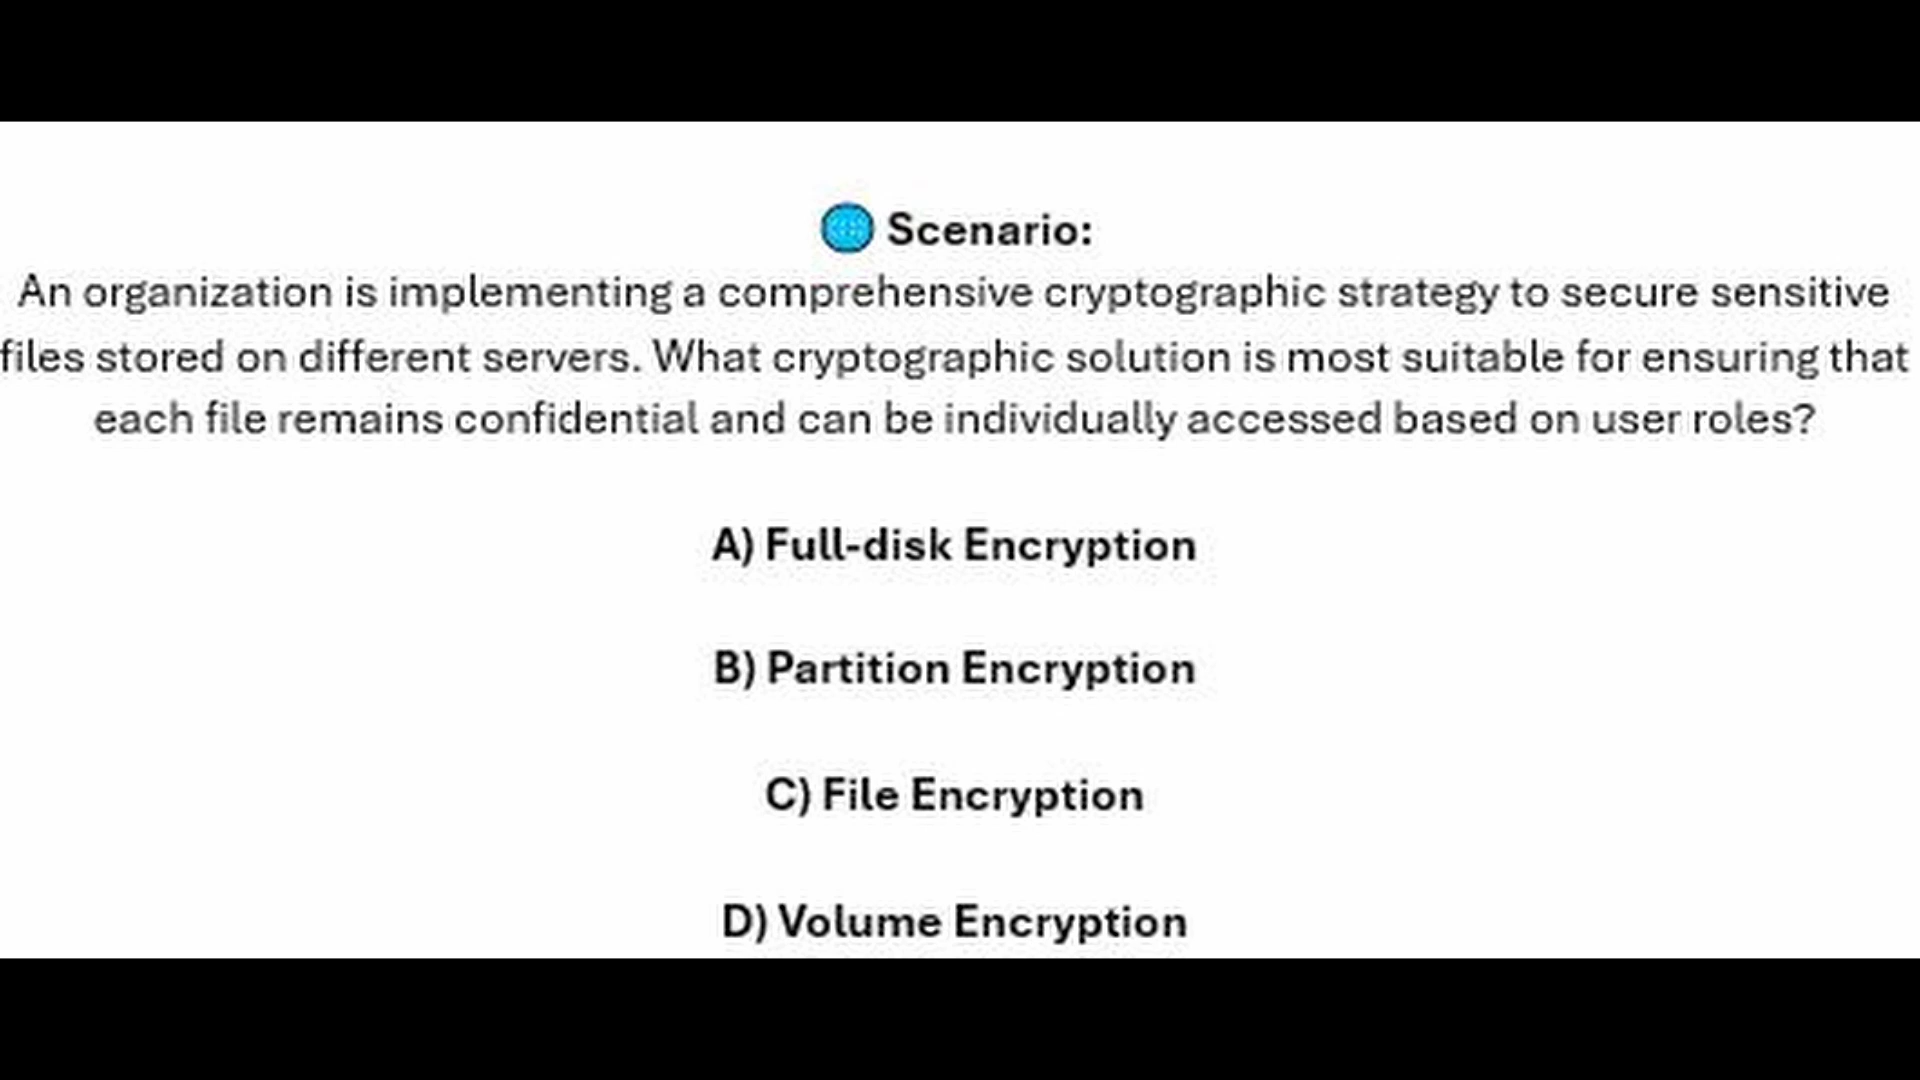 Scenario:
An organization is implementing a comprehensive cryptographic strategy to secure sensitive
files stored on different servers. What cryptographic solution is most suitable for ensuring that
each file remains confidential and can be individually accessed based on user roles?
A) Full-disk Encryption
B) Partition Encryption
C) File Encryption
D) Volume Encryption